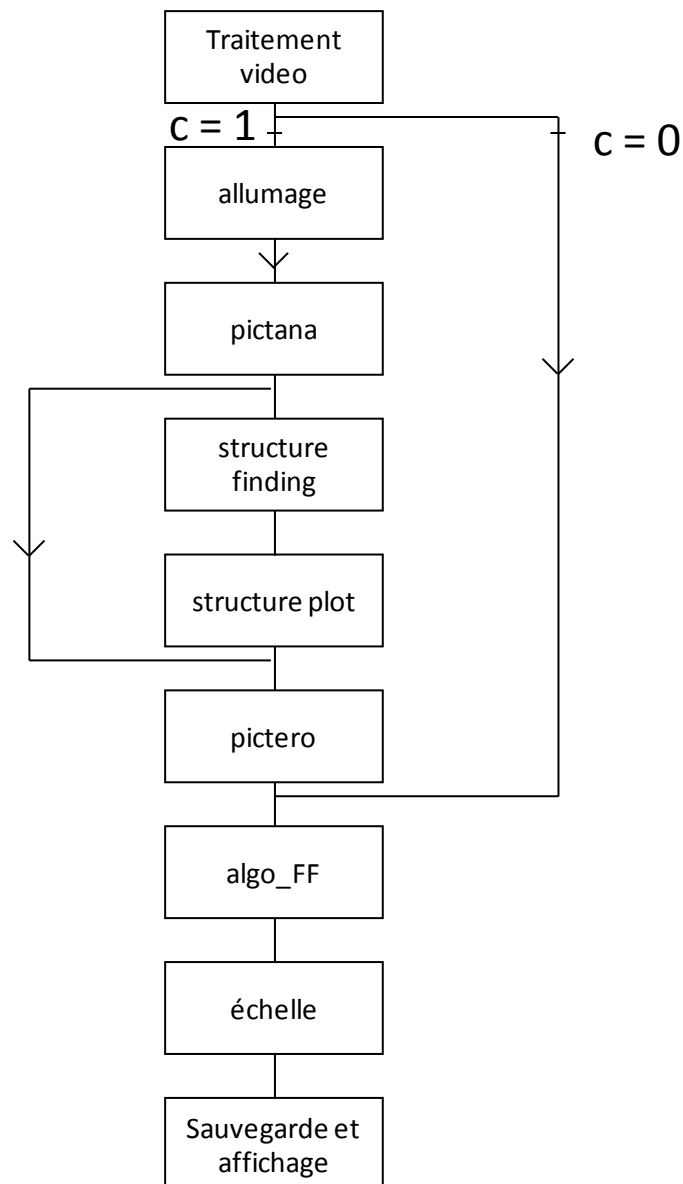 Traitement
video
c = 1
c = 0
allumage
pictana
structure
finding
structure plot
pictero
algo_FF
échelle
Sauvegarde et
affichage